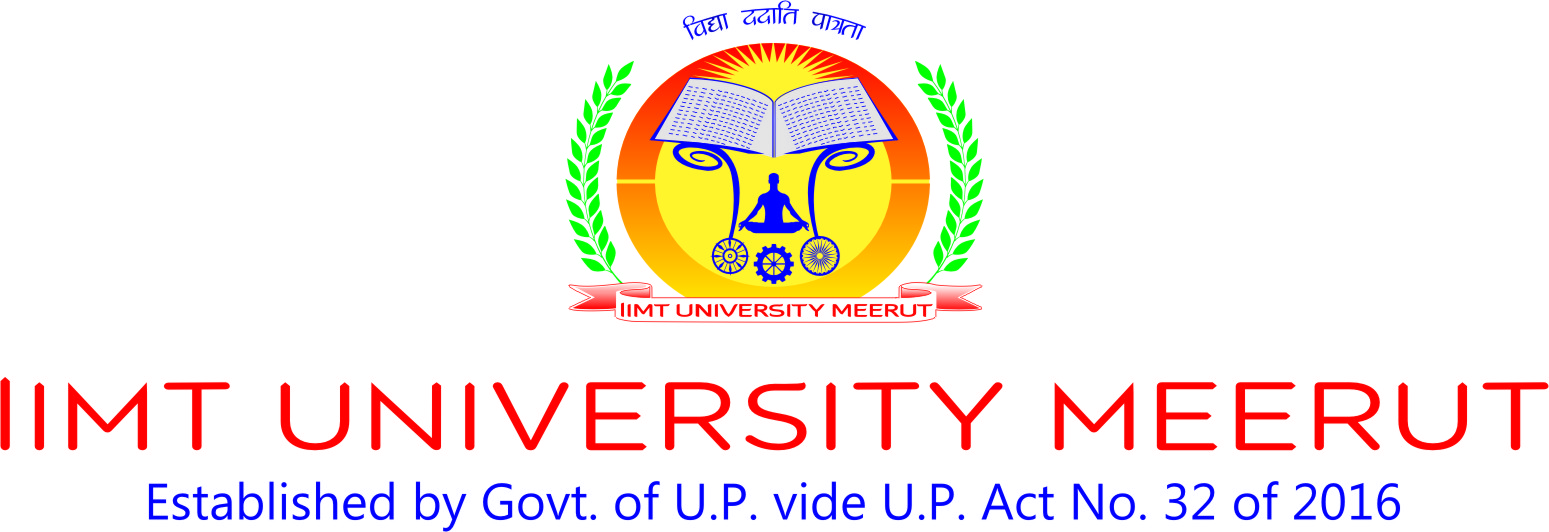 विद्या ददाति पात्रता
IIMT UNIVERSITY MEERUT
IIMT UNIVERSITY MEERUT
Established by Govt. of U.P. vide U.P. Act No. 32 of 2016